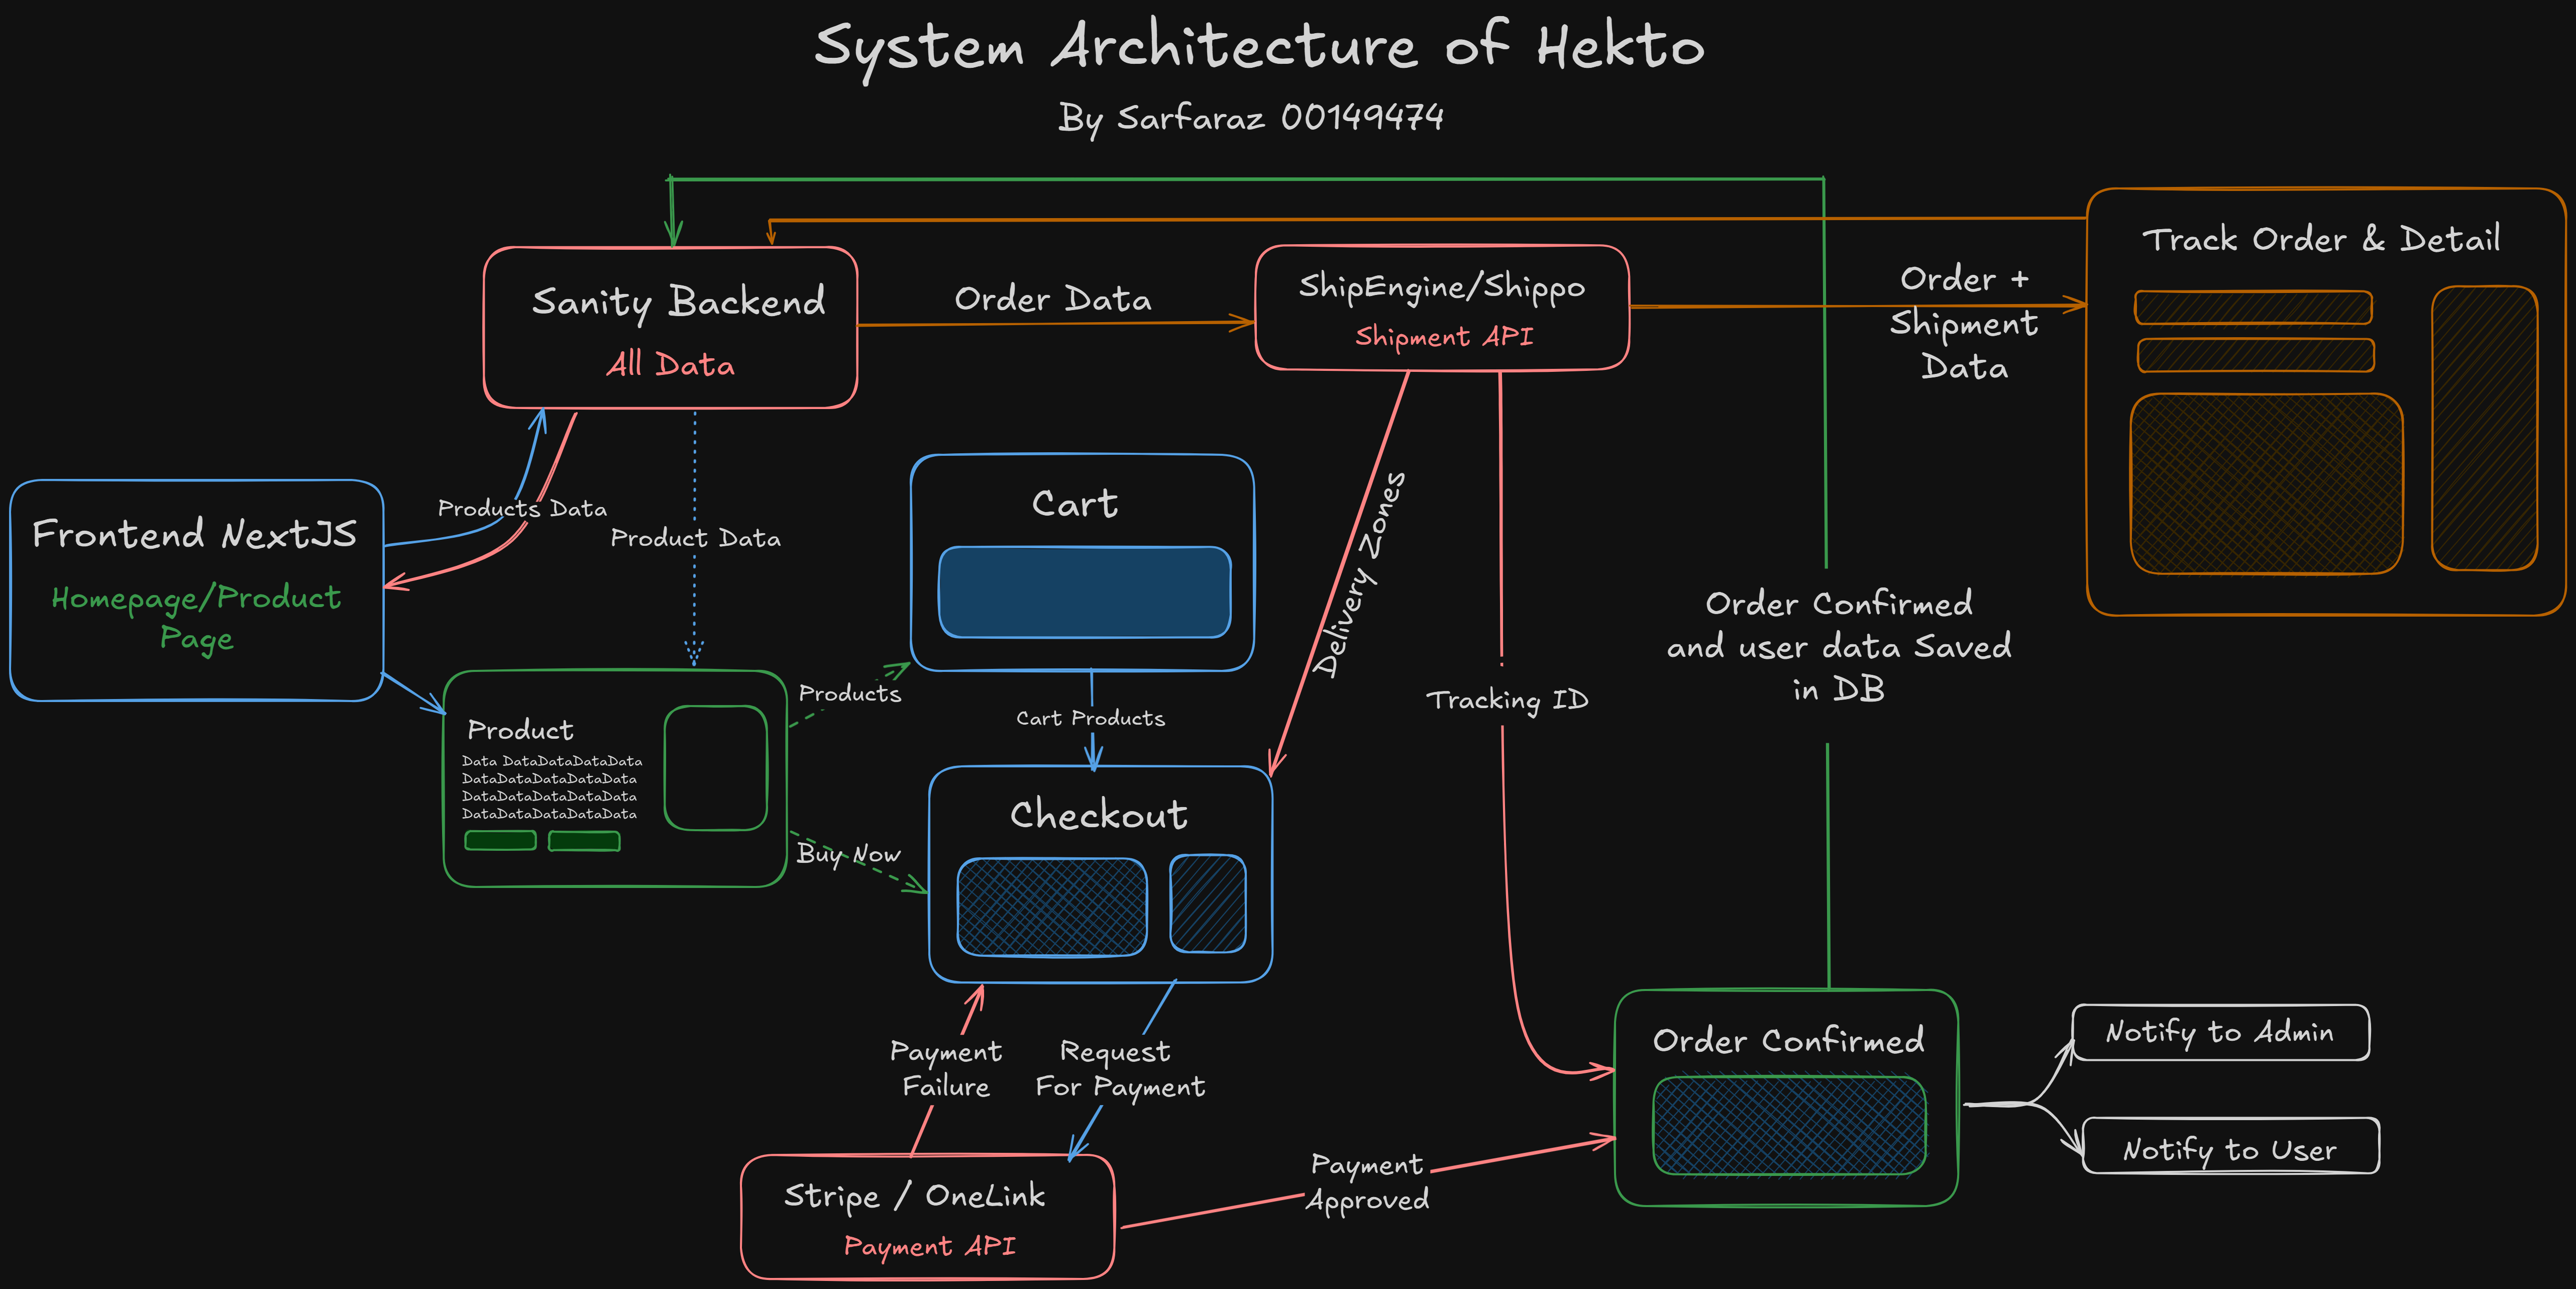 System Architecture of Hekto
By Sarfaraz 00149474
Sanity Backend
All Data
Order Data
ShipEngine/Shippo
Shipment API
Order +
Shipment
Data
Track Order & Detail
Frontend NextJS
Homepage/Product
Page
Products Data
Product Data
Cart
Delivery Zones
Order Confirmed
and user data Saved
in DB
Tracking ID
Products
Cart Products
Product
Data DataDataDataData
DataDataDataDataData
DataDataDataDataData
DataDataDataDataData
Buy Now
Checkout
Payment
Failure
Request
For Payment
Stripe / OneLink
Payment API
Payment
Approved
Order Confirmed
Notify to Admin
Notify to User